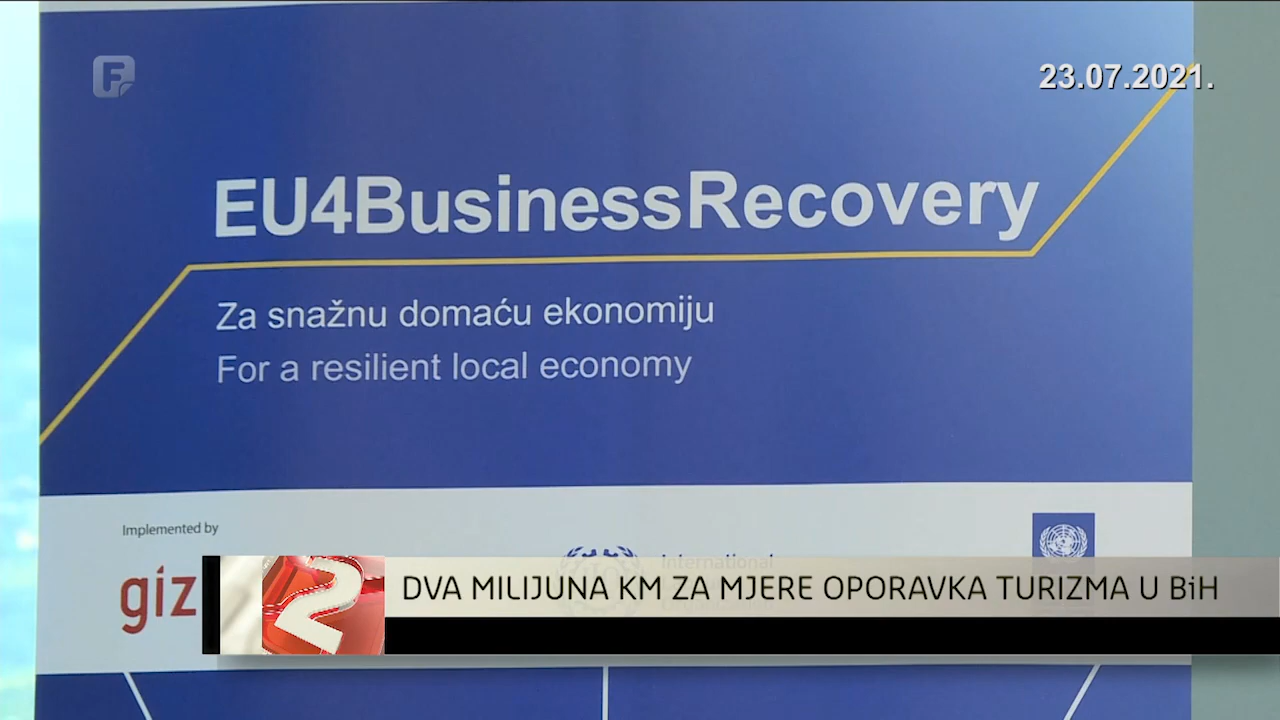 F
23.07.2021.
EU4BusinessRecovery
Za snažnu domaću ekonomiju
For a resilient local economy
Implemented by
giz
International
2
DVA MILIJUNA KM ZA MJERE OPORAVKA TURIZMA U BiH